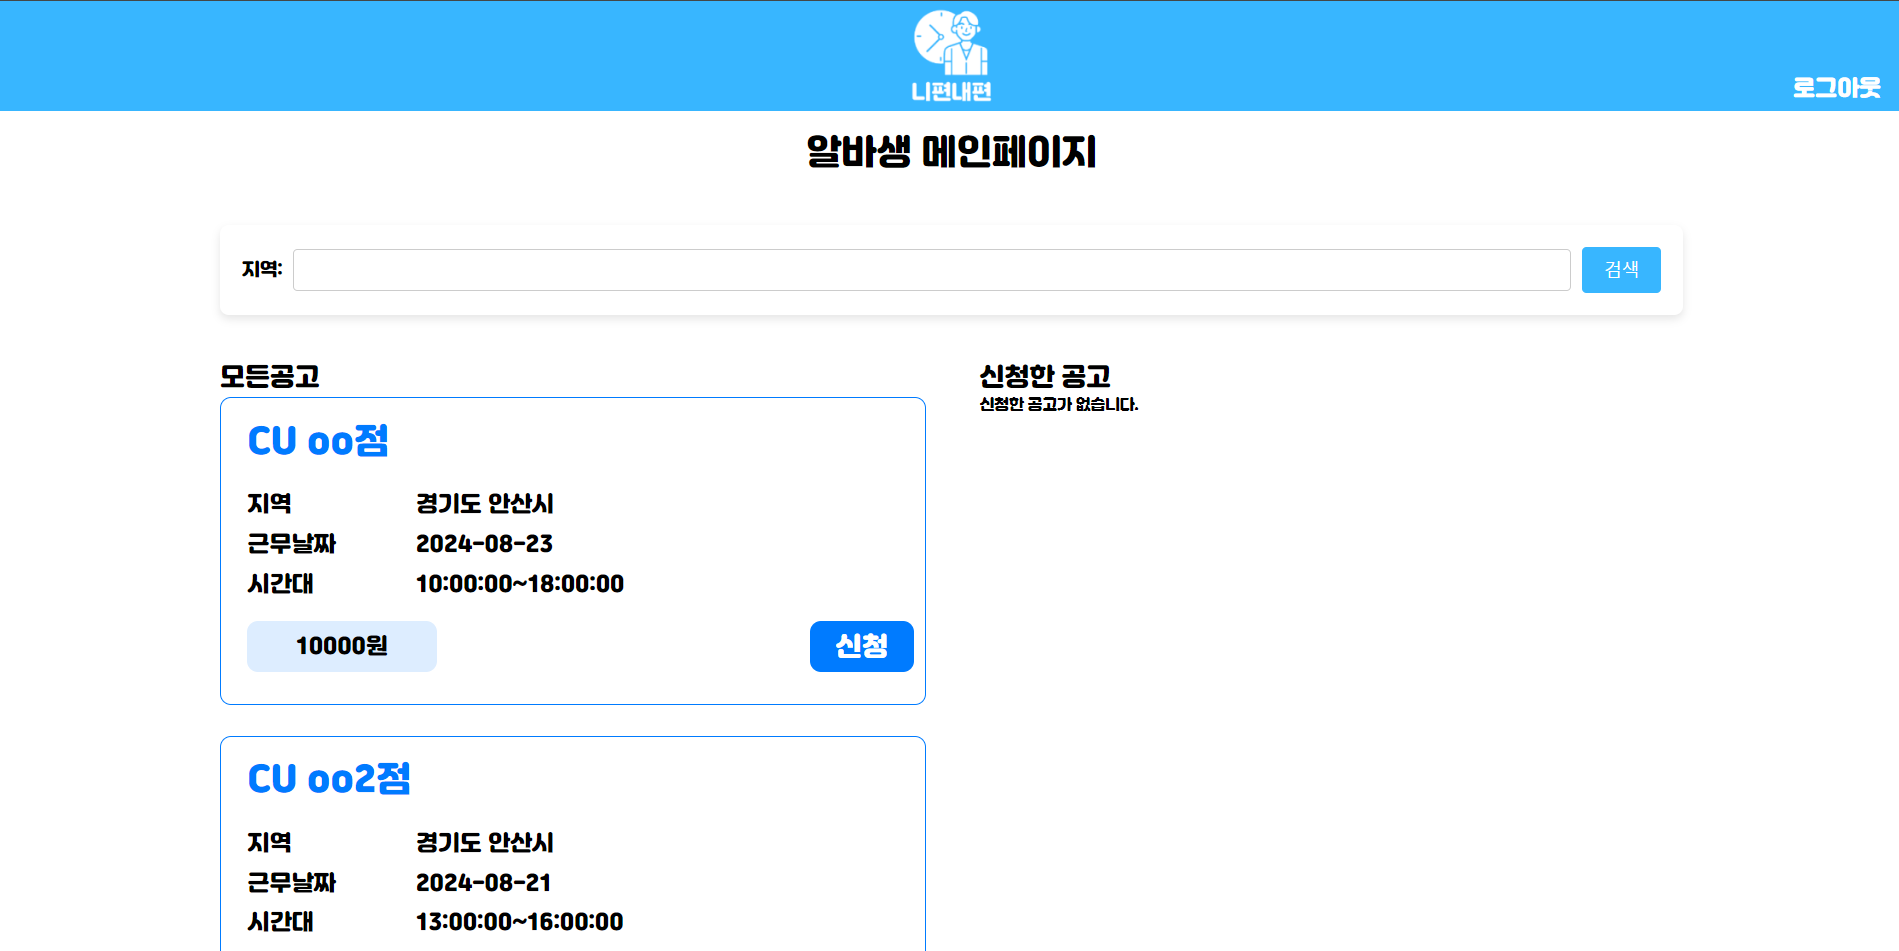 니편내편
로그아웃
알바생 메인페이지
지역:
검색
모든공고
CU oo점
지역 경기도 안산시
근무날짜 2024-08-23
시간대 10:00:00~18:00:00
10000원
신청
CU oo2점
지역 경기도 안산시
근무날짜 2024-08-21
시간대 13:00:00~16:00:00
신청한 공고
신청한 공고가 없습니다.